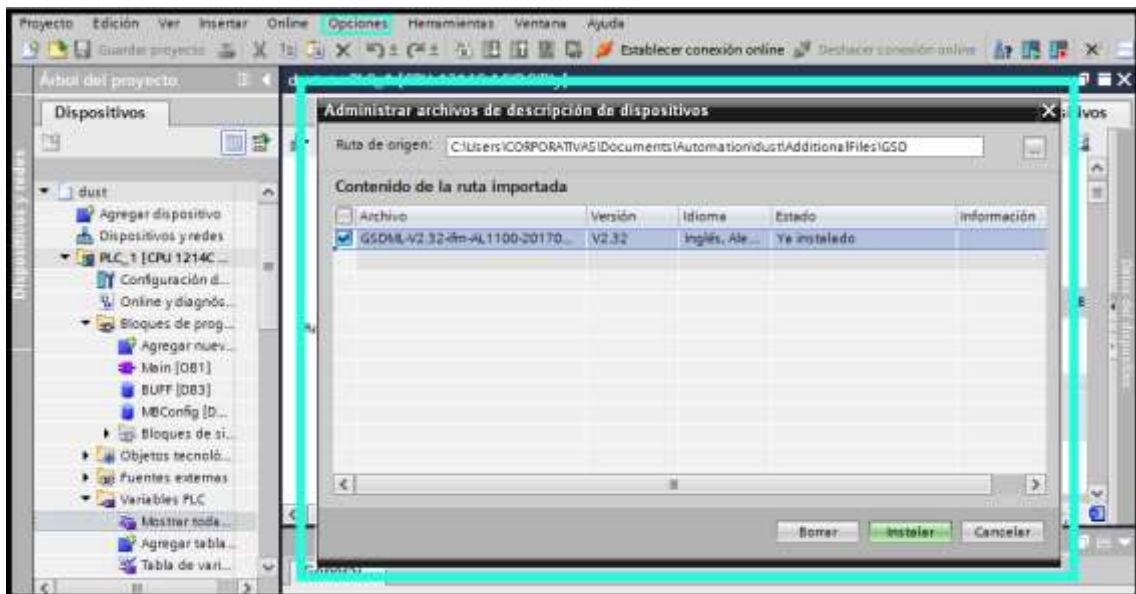 Proyecto Edición Ver Insertar Online Opciones Herramientas Ventana Ayuda
Guardar proyecto Establecer conexión online Deshacer conexión online
Árbol del proyecto
Dispositivos
Administrar archivos de descripción de dispositivos
Ruta de origen: C:\Users\CORPORATIVAS\Documents\Automation\dust\AdditionalFiles\GSD
Contenido de la ruta importada
Archivo Versión Idioma Estado Información
GSDML-V2.32-ifm-AL1100-20170... V2.32 Inglés, Ale... Ya instalado
Borrar Instalar Cancelar
dust
Agregar dispositivo
Dispositivos y redes
PLC_1 [CPU 1214C ...
Configuración d...
Online y diagnós...
Bloques de prog...
Agregar nuev...
Main [OB1]
BUFF [DB3]
MBConfig [D...
Bloques de si...
Objetos tecnoló...
Fuentes externas
Variables PLC
Mostrar toda...
Agregar tabla...
Tabla de vari...
Dispositivos y redes